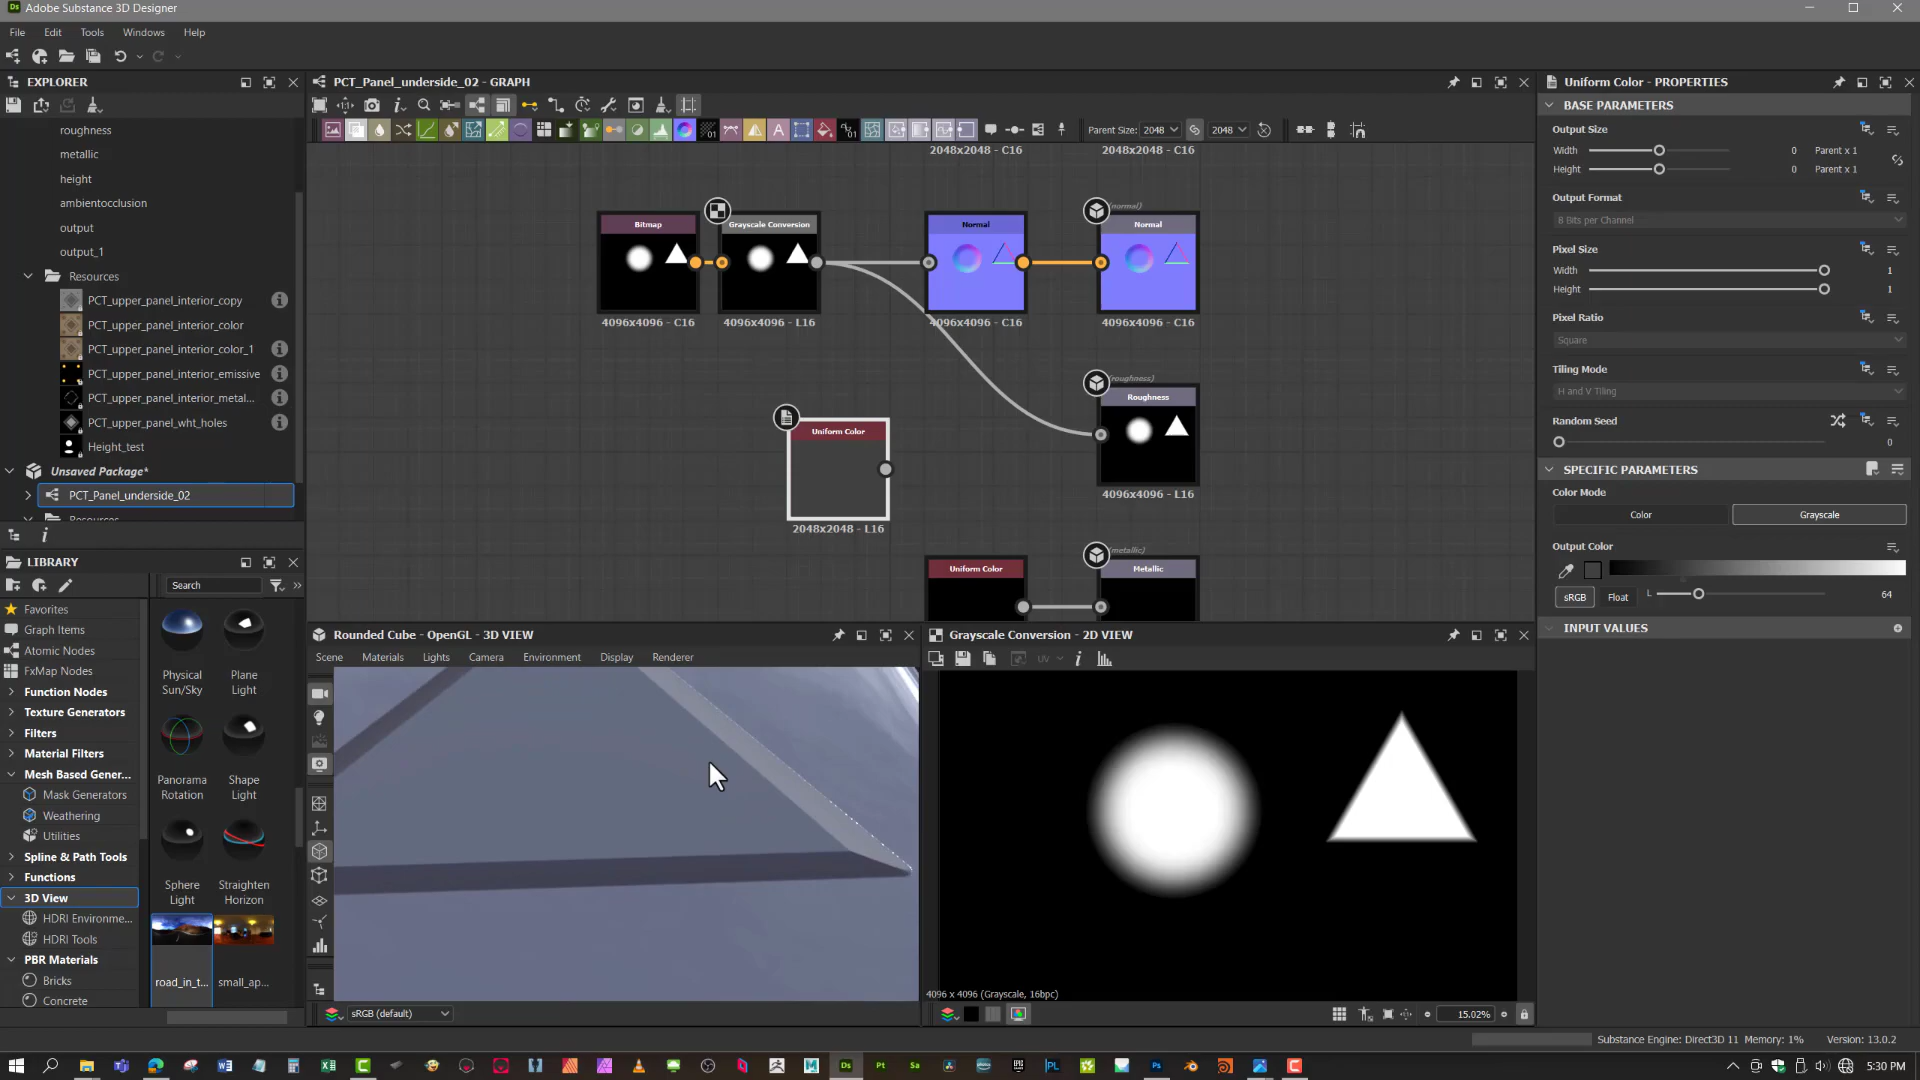 Adobe Substance 3D Designer
File Edit Tools Windows Help
EXPLORER
roughness
metallic
height
ambientocclusion
output
output_1
Resources
PCT_upper_panel_interior_copy
PCT_upper_panel_interior_color
PCT_upper_panel_interior_color_1
PCT_upper_panel_interior_emissive
PCT_upper_panel_interior_metal...
PCT_upper_panel_wht_holes
Height_test
Unsaved Package*
PCT_Panel_underside_02
LIBRARY
Search
Favorites
Graph Items
Atomic Nodes
FxMap Nodes
Function Nodes
Texture Generators
Filters
Material Filters
Mesh Based Gener...
Mask Generators
Weathering
Utilities
Spline & Path Tools
Functions
3D View
HDRI Environme...
HDRI Tools
PBR Materials
Bricks
Concrete
Physical Sun/Sky
Plane Light
Panorama Rotation
Shape Light
Sphere Light
Straighten Horizon
road_in_t...
small_ap...
PCT_Panel_underside_02 - GRAPH
Parent Size: 2048 2048
2048x2048 - C16
2048x2048 - C16
Bitmap
4096x4096 - C16
Grayscale Conversion
4096x4096 - L16
Normal
4096x4096 - C16
(normal)
Normal
4096x4096 - C16
(roughness)
Roughness
4096x4096 - L16
Uniform Color
2048x2048 - L16
Uniform Color
(metallic)
Metallic
Rounded Cube - OpenGL - 3D VIEW
Scene Materials Lights Camera Environment Display Renderer
sRGB (default)
Grayscale Conversion - 2D VIEW
UV
4096 x 4096 (Grayscale, 16bpc)
15.02%
Uniform Color - PROPERTIES
BASE PARAMETERS
Output Size
Width 0 Parent x 1
Height 0 Parent x 1
Output Format
8 Bits per Channel
Pixel Size
Width 1
Height 1
Pixel Ratio
Square
Tiling Mode
H and V Tiling
Random Seed
0
SPECIFIC PARAMETERS
Color Mode
Color Grayscale
Output Color
sRGB Float L 64
INPUT VALUES
Substance Engine: Direct3D 11 Memory: 1% Version: 13.0.2
5:30 PM